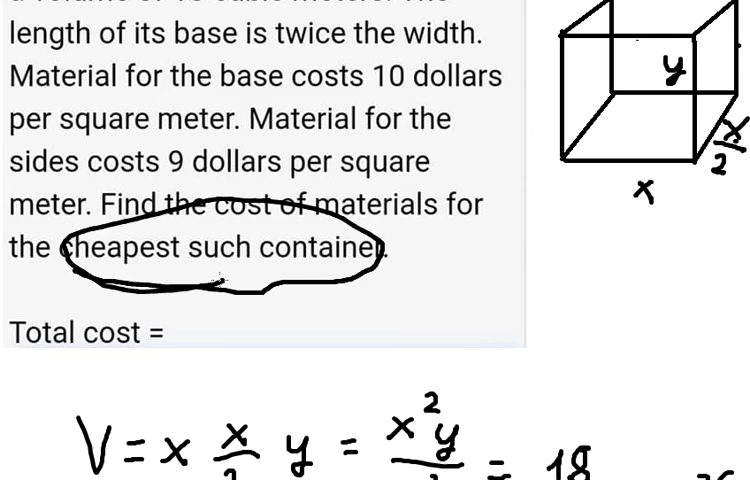 length of its base is twice the width.
Material for the base costs 10 dollars
per square meter. Material for the
sides costs 9 dollars per square
meter. Find the cost of materials for
the cheapest such container.
Total cost =
y
x
x/2
V = x x/2 y = x²y/2 = 18